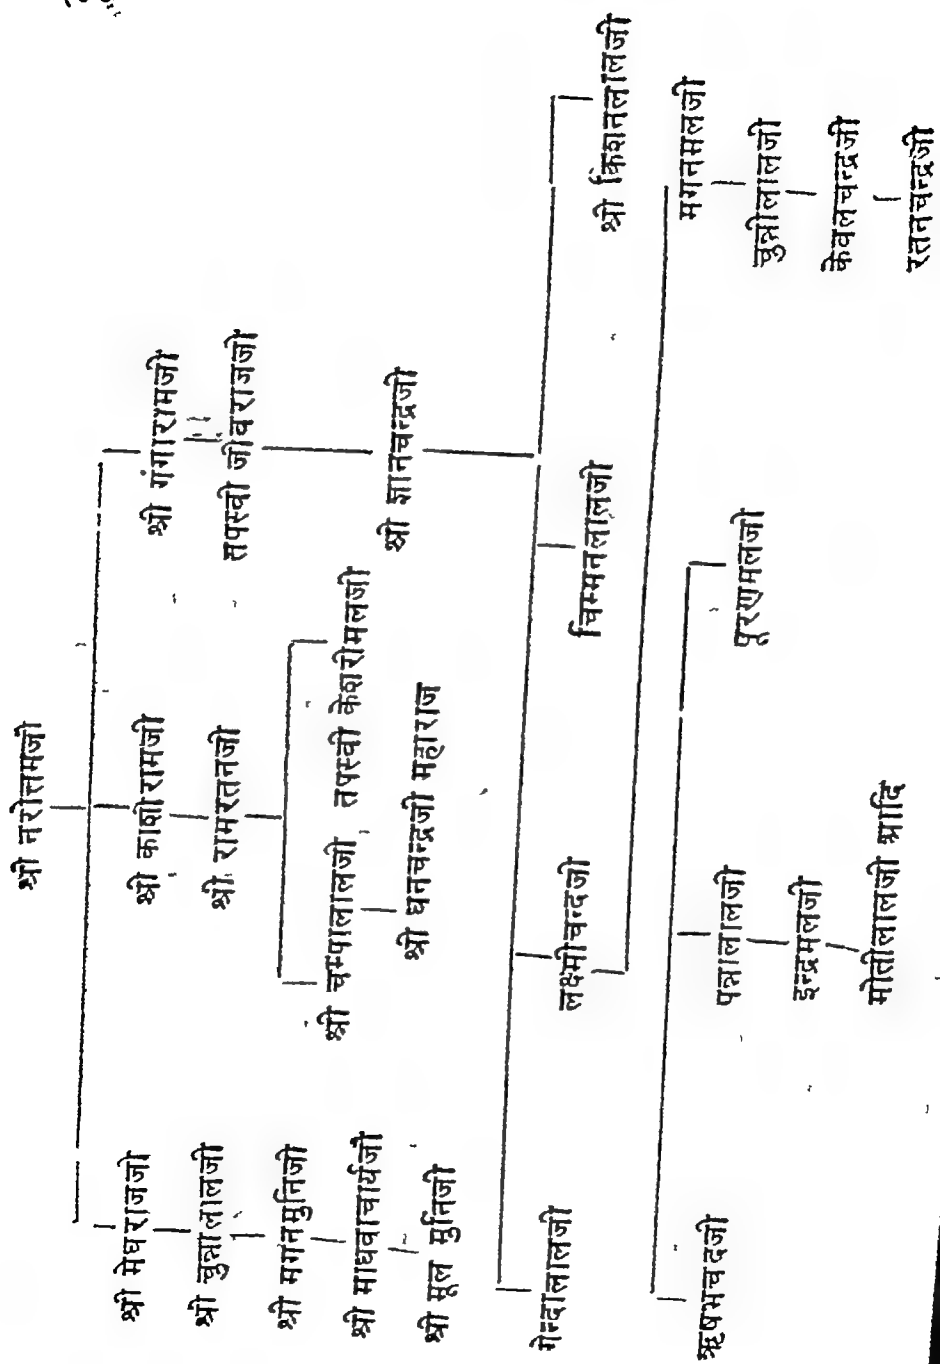 श्री नरोत्तमजी
श्री मेघराजजी
श्री चुन्नालालजी
श्री मगनमुनिजी
श्री माधवाचार्यजी
श्री मूल मुनिजी
श्री काशीरामजी
श्री रामरतनजी
श्री चम्पालालजी
तपस्वी केशरीमलजी
श्री धनचन्द्रजी महाराज
श्री गंगारामजी
तपस्वी जीवराजजी
श्री ज्ञानचन्द्रजी
गेन्दालालजी
लक्ष्मीचन्दजी
चिम्मनलालजी
श्री किशनलालजी
ऋषभचदजी
पन्नालालजी
इन्द्रमलजी
मोतीलालजी आदि
पूरणमलजी
मगनमलजी
चुन्नीलालजी
केवलचन्द्रजी
रतनचन्द्रजी